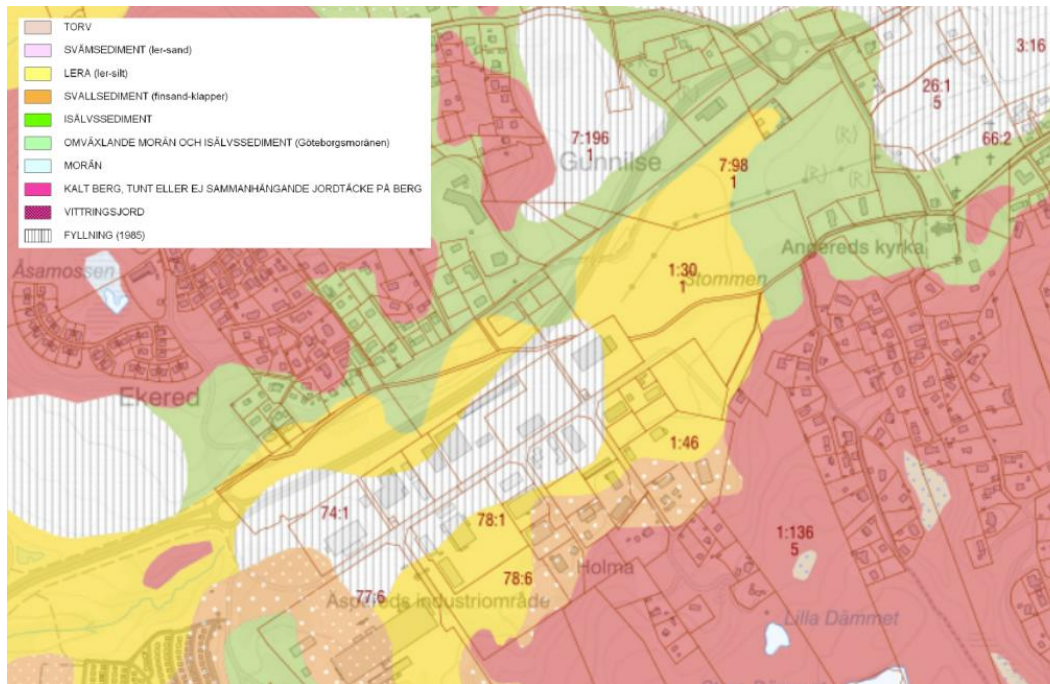 TORV
SVÄMSEDIMENT (ler-sand)
LERA (ler-silt)
SVALLSEDIMENT (finsand-klapper)
ISÄLVSSEDIMENT
OMVÄXLANDE MORÄN OCH ISÄLVSSEDIMENT (Göteborgsmoränen)
MORÄN
KALT BERG, TUNT ELLER EJ SAMMANHÄNGANDE JORDTÄCKE PÅ BERG
VITTRINGSJORD
FYLLNING (1985)
3:16
26:1
5
7:196
1
66:2
Gunnilse
7:98
1
(R)
(R)
(R)
Angereds kyrka
Åsamossen
1:30
1
Stommen
Ekered
1:46
74:1
78:1
1:136
5
Holma
78:6
77:6
Aspereds industriområde
Lilla Dämmet